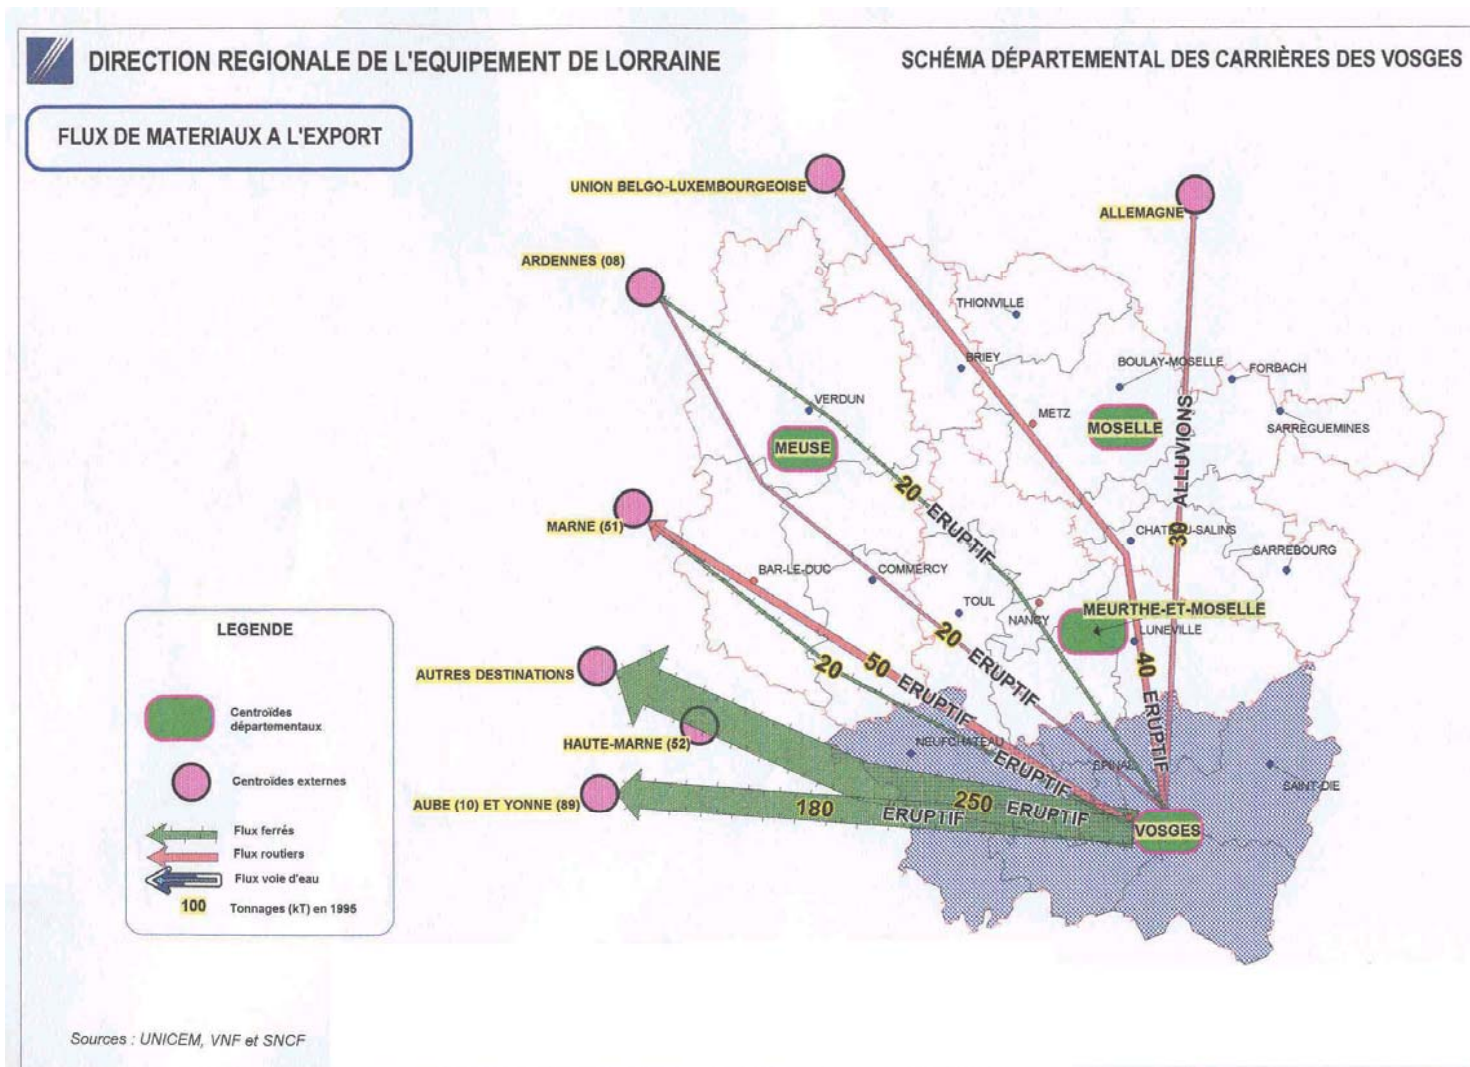 DIRECTION REGIONALE DE L'EQUIPEMENT DE LORRAINE
SCHÉMA DÉPARTEMENTAL DES CARRIÈRES DES VOSGES
FLUX DE MATERIAUX A L'EXPORT
UNION BELGO-LUXEMBOURGEOISE
ALLEMAGNE
ARDENNES (08)
THIONVILLE
BRIEY
BOULAY-MOSELLE
FORBACH
VERDUN
METZ
MOSELLE
SARRÈGUEMINES
MEUSE
ALLUVIONS
30
20 ERUPTIF
MARNE (51)
CHATEAU-SALINS
SARREBOURG
BAR-LE-DUC
COMMERCY
TOUL
NANCY
MEURTHE-ET-MOSELLE
LUNEVILLE
20 ERUPTIF
50 ERUPTIF
20
ERUPTIF
40 ERUPTIF
AUTRES DESTINATIONS
HAUTE-MARNE (52)
NEUFCHATEAU
EPINAL
SAINT-DIE
AUBE (10) ET YONNE (89)
250 ERUPTIF
180 ERUPTIF
VOSGES
LEGENDE
Centroïdes
départementaux
Centroïdes externes
Flux ferrés
Flux routiers
Flux voie d'eau
100 Tonnages (kT) en 1995
Sources : UNICEM, VNF et SNCF